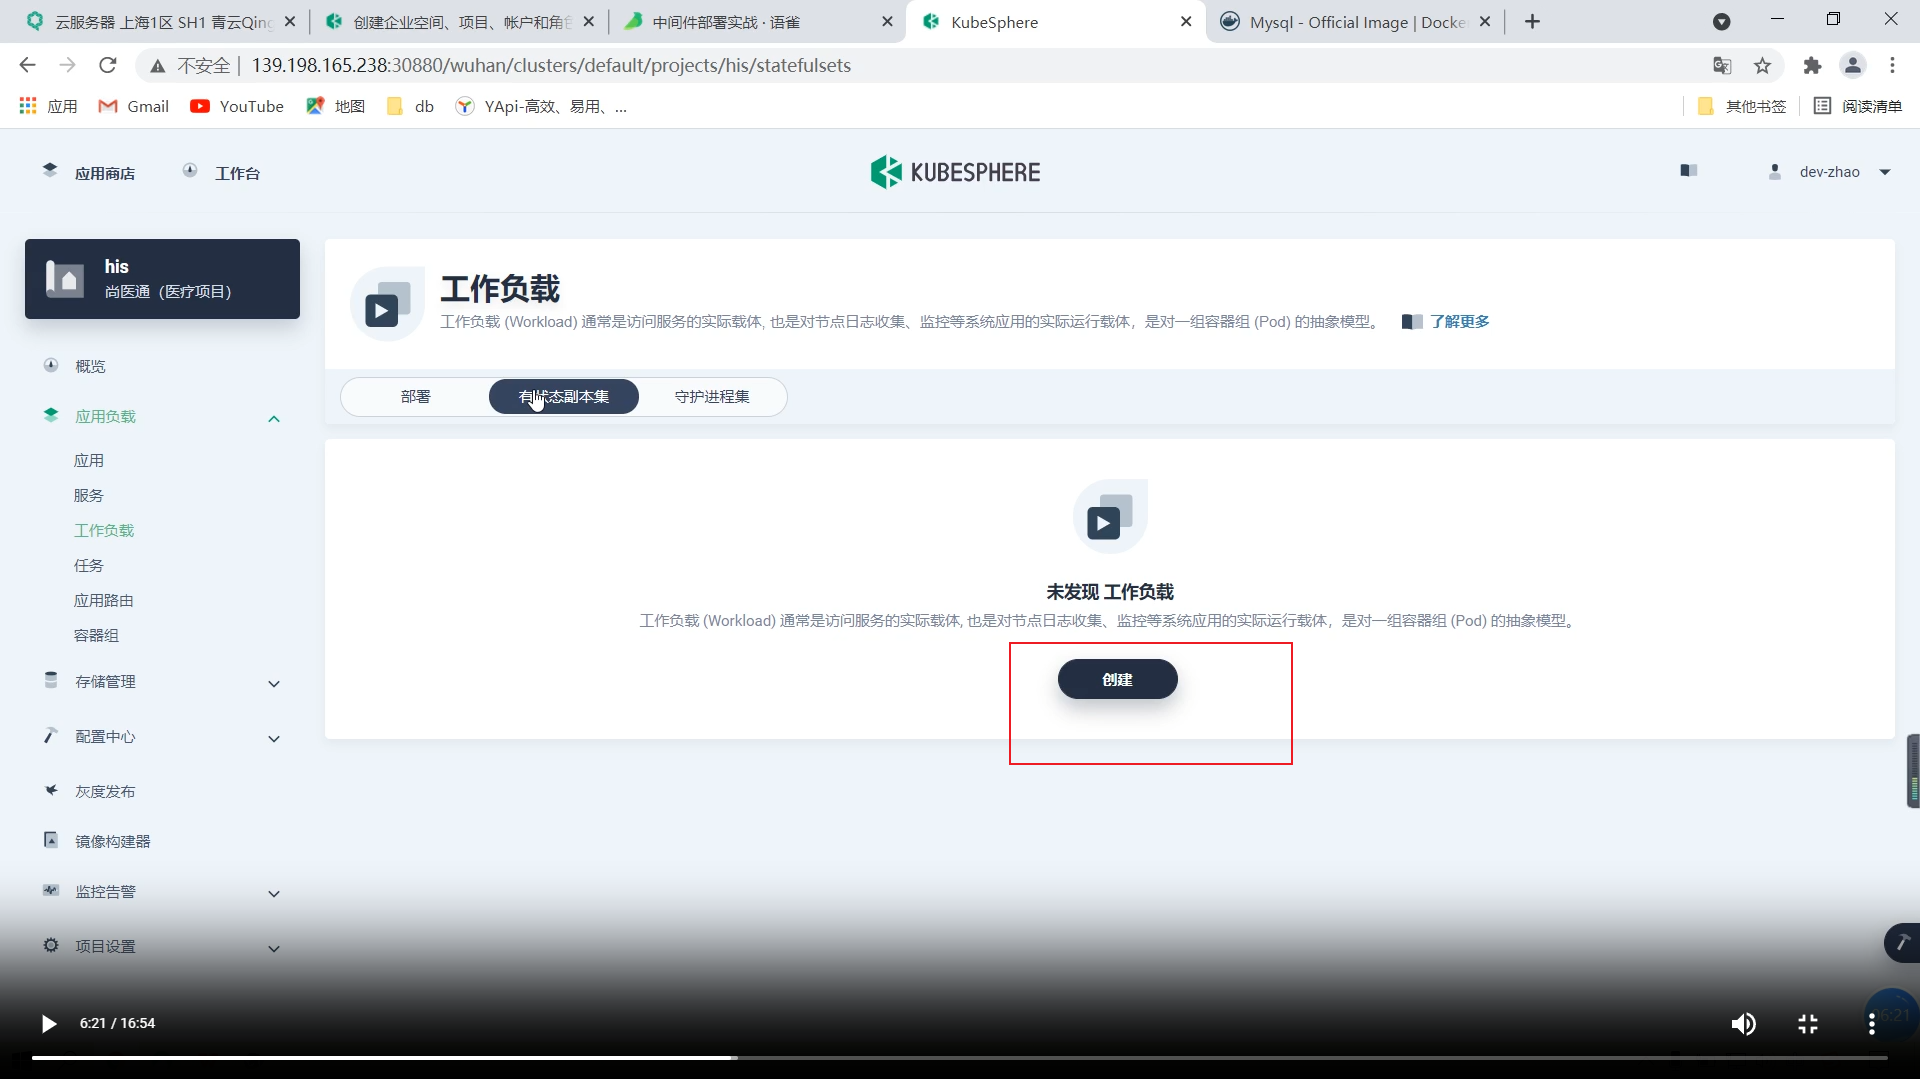 云服务器 上海1区 SH1 青云Qing
创建企业空间、项目、帐户和角色
中间件部署实战 · 语雀
KubeSphere
Mysql - Official Image | Docke
不安全 | 139.198.165.238:30880/wuhan/clusters/default/projects/his/statefulsets
应用
Gmail
YouTube
地图
db
YApi-高效、易用、...
其他书签
阅读清单
应用商店
工作台
KUBESPHERE
dev-zhao
his
尚医通（医疗项目）
工作负载
工作负载 (Workload) 通常是访问服务的实际载体, 也是对节点日志收集、监控等系统应用的实际运行载体，是对一组容器组 (Pod) 的抽象模型。
了解更多
概览
部署
有状态副本集
守护进程集
应用负载
应用
服务
工作负载
任务
应用路由
容器组
未发现 工作负载
工作负载 (Workload) 通常是访问服务的实际载体, 也是对节点日志收集、监控等系统应用的实际运行载体，是对一组容器组 (Pod) 的抽象模型。
创建
存储管理
配置中心
灰度发布
镜像构建器
监控告警
项目设置
6:21 / 16:54
06:21